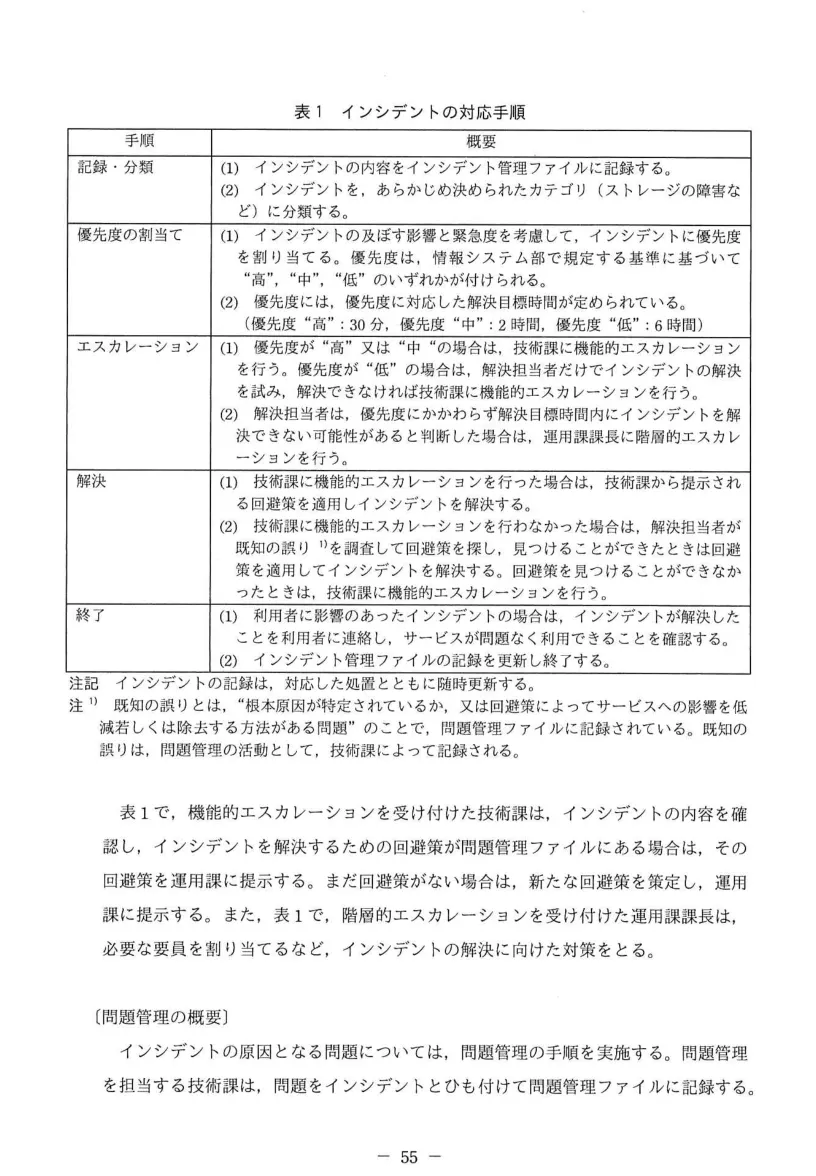 表1 インシデントの対応手順
手順 概要
記録・分類 (1) インシデントの内容をインシデント管理ファイルに記録する。
(2) インシデントを，あらかじめ決められたカテゴリ（ストレージの障害な
ど）に分類する。
優先度の割当て (1) インシデントの及ぼす影響と緊急度を考慮して，インシデントに優先度
を割り当てる。優先度は，情報システム部で規定する基準に基づいて
“高”，“中”，“低” のいずれかが付けられる。
(2) 優先度には，優先度に対応した解決目標時間が定められている。
（優先度 “高”：30 分，優先度 “中”：2 時間，優先度 “低”：6 時間）
エスカレーション (1) 優先度が “高” 又は “中 “の場合は，技術課に機能的エスカレーション
を行う。優先度が “低” の場合は，解決担当者だけでインシデントの解決
を試み，解決できなければ技術課に機能的エスカレーションを行う。
(2) 解決担当者は，優先度にかかわらず解決目標時間内にインシデントを解
決できない可能性があると判断した場合は，運用課課長に階層的エスカレ
ーションを行う。
解決 (1) 技術課に機能的エスカレーションを行った場合は，技術課から提示され
る回避策を適用しインシデントを解決する。
(2) 技術課に機能的エスカレーションを行わなかった場合は，解決担当者が
既知の誤り 1)を調査して回避策を探し，見つけることができたときは回避
策を適用してインシデントを解決する。回避策を見つけることができなか
ったときは，技術課に機能的エスカレーションを行う。
終了 (1) 利用者に影響のあったインシデントの場合は，インシデントが解決した
ことを利用者に連絡し，サービスが問題なく利用できることを確認する。
(2) インシデント管理ファイルの記録を更新し終了する。
注記 インシデントの記録は，対応した処置とともに随時更新する。
注 1) 既知の誤りとは，“根本原因が特定されているか，又は回避策によってサービスへの影響を低
減若しくは除去する方法がある問題” のことで，問題管理ファイルに記録されている。既知の
誤りは，問題管理の活動として，技術課によって記録される。
表1で，機能的エスカレーションを受け付けた技術課は，インシデントの内容を確
認し，インシデントを解決するための回避策が問題管理ファイルにある場合は，その
回避策を運用課に提示する。まだ回避策がない場合は，新たな回避策を策定し，運用
課に提示する。また，表1で，階層的エスカレーションを受け付けた運用課課長は，
必要な要員を割り当てるなど，インシデントの解決に向けた対策をとる。
〔問題管理の概要〕
インシデントの原因となる問題については，問題管理の手順を実施する。問題管理
を担当する技術課は，問題をインシデントとひも付けて問題管理ファイルに記録する。
－ 55 －